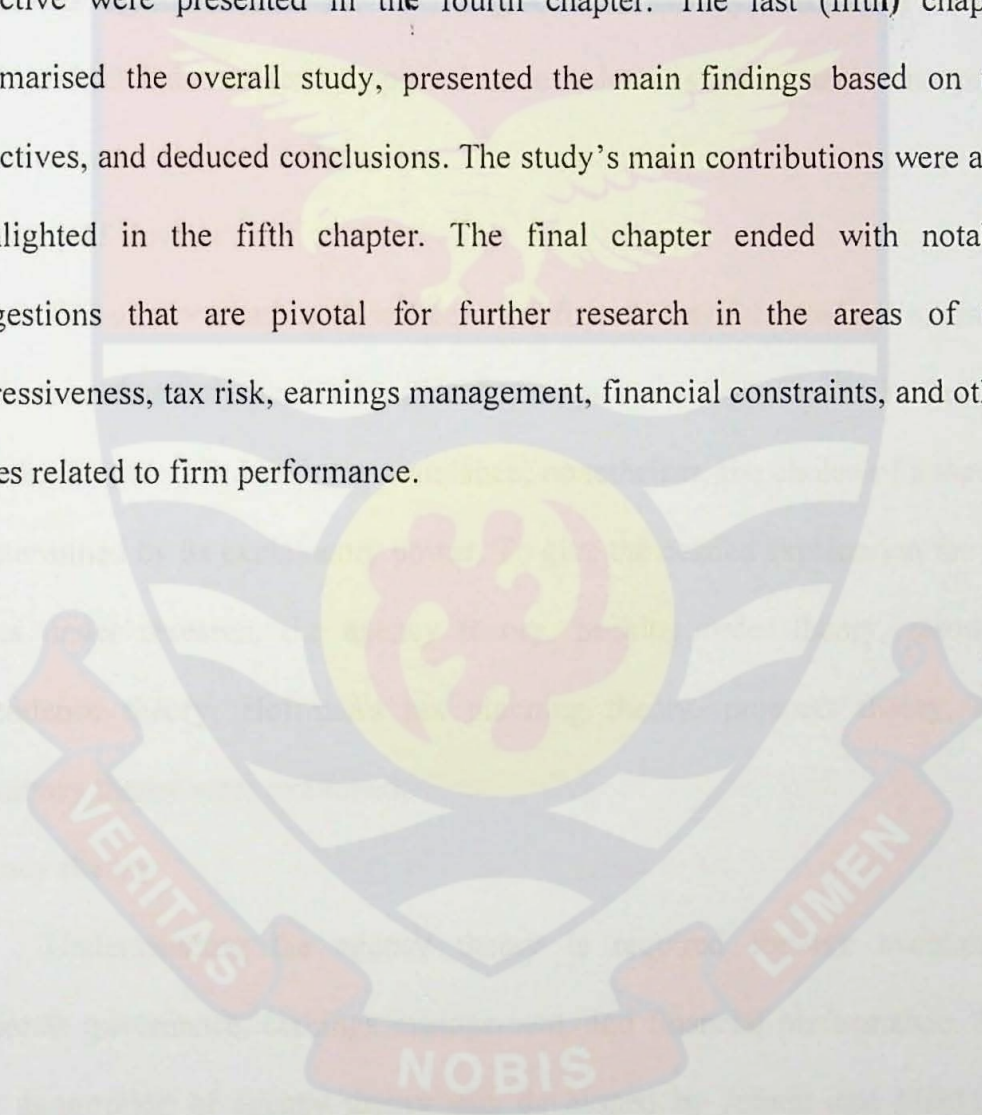 ctive were presented in the fourth chapter. The last (fifth) chap
marised the overall study, presented the main findings based on
ctives, and deduced conclusions. The study's main contributions were a
lighted in the fifth chapter. The final chapter ended with nota
gestions that are pivotal for further research in the areas of
ressiveness, tax risk, earnings management, financial constraints, and ot
es related to firm performance.
VERITAS
NOBIS
LUMEN